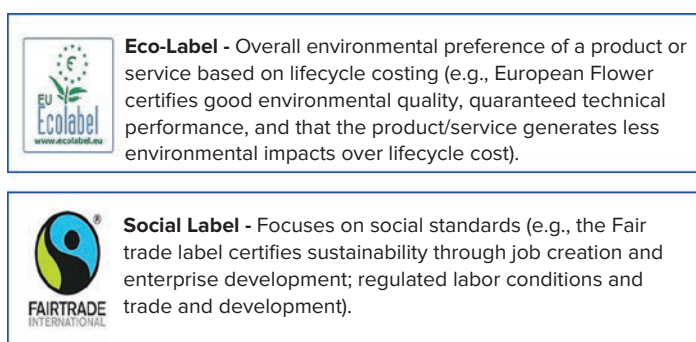 Eco-Label - Overall environmental preference of a product or
service based on lifecycle costing (e.g., European Flower
certifies good environmental quality, quaranteed technical
performance, and that the product/service generates less
environmental impacts over lifecycle cost).
EU
Ecolabel
www.ecolabel.eu
Social Label - Focuses on social standards (e.g., the Fair
trade label certifies sustainability through job creation and
enterprise development; regulated labor conditions and
trade and development).
®
FAIRTRADE
INTERNATIONAL